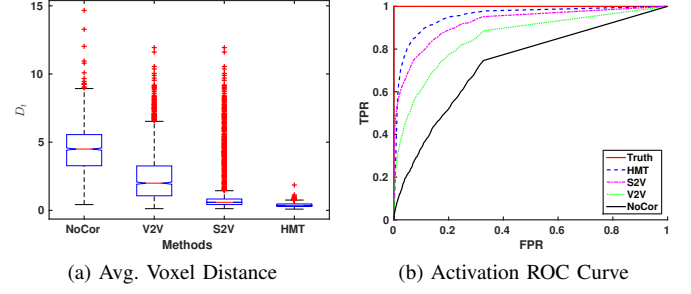 15
10
5
0
D_t
NoCor V2V S2V HMT
Methods
(a) Avg. Voxel Distance
1
0.8
0.6
0.4
0.2
0
TPR
0 0.2 0.4 0.6 0.8 1
FPR
Truth
HMT
S2V
V2V
NoCor
(b) Activation ROC Curve